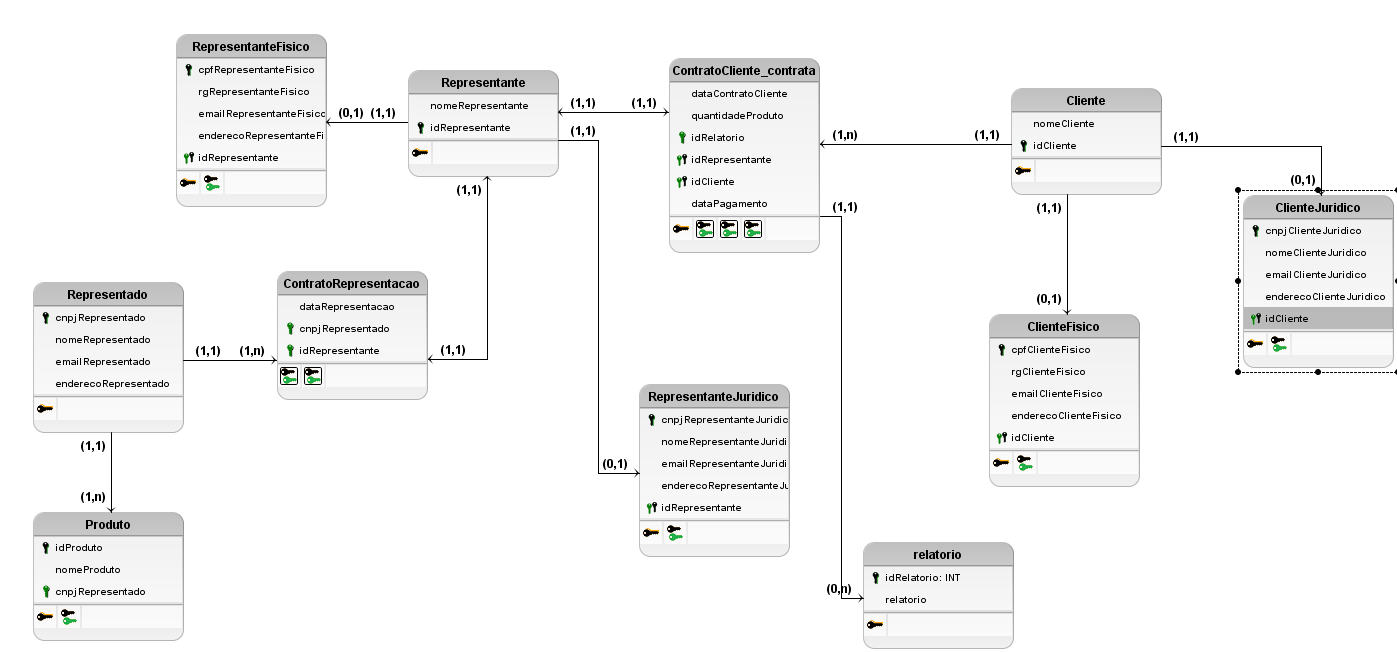 RepresentanteFisico
cpfRepresentanteFisico
rgRepresentanteFisico
emailRepresentanteFisic
enderecoRepresentanteFi
idRepresentante
(0,1)
(1,1)
Representante
nomeRepresentante
idRepresentante
(1,1)
(1,1)
(1,1)
(1,1)
ContratoCliente_contrata
dataContratoCliente
quantidadeProduto
idRelatorio
idRepresentante
idCliente
dataPagamento
(1,n)
(1,1)
(1,1)
Cliente
nomeCliente
idCliente
(1,1)
(0,1)
(1,1)
(0,1)
ClienteJuridico
cnpjClienteJuridico
nomeClienteJuridico
emailClienteJuridico
enderecoClienteJuridico
idCliente
Representado
cnpjRepresentado
nomeRepresentado
emailRepresentado
enderecoRepresentado
(1,1)
(1,n)
ContratoRepresentacao
dataRepresentacao
cnpjRepresentado
idRepresentante
(1,1)
ClienteFisico
cpfClienteFisico
rgClienteFisico
emailClienteFisico
enderecoClienteFisico
idCliente
RepresentanteJuridico
cnpjRepresentanteJuridic
nomeRepresentanteJuridi
emailRepresentanteJuridi
enderecoRepresentanteJu
idRepresentante
(0,1)
(1,1)
(1,n)
Produto
idProduto
nomeProduto
cnpjRepresentado
(0,n)
relatorio
idRelatorio: INT
relatorio